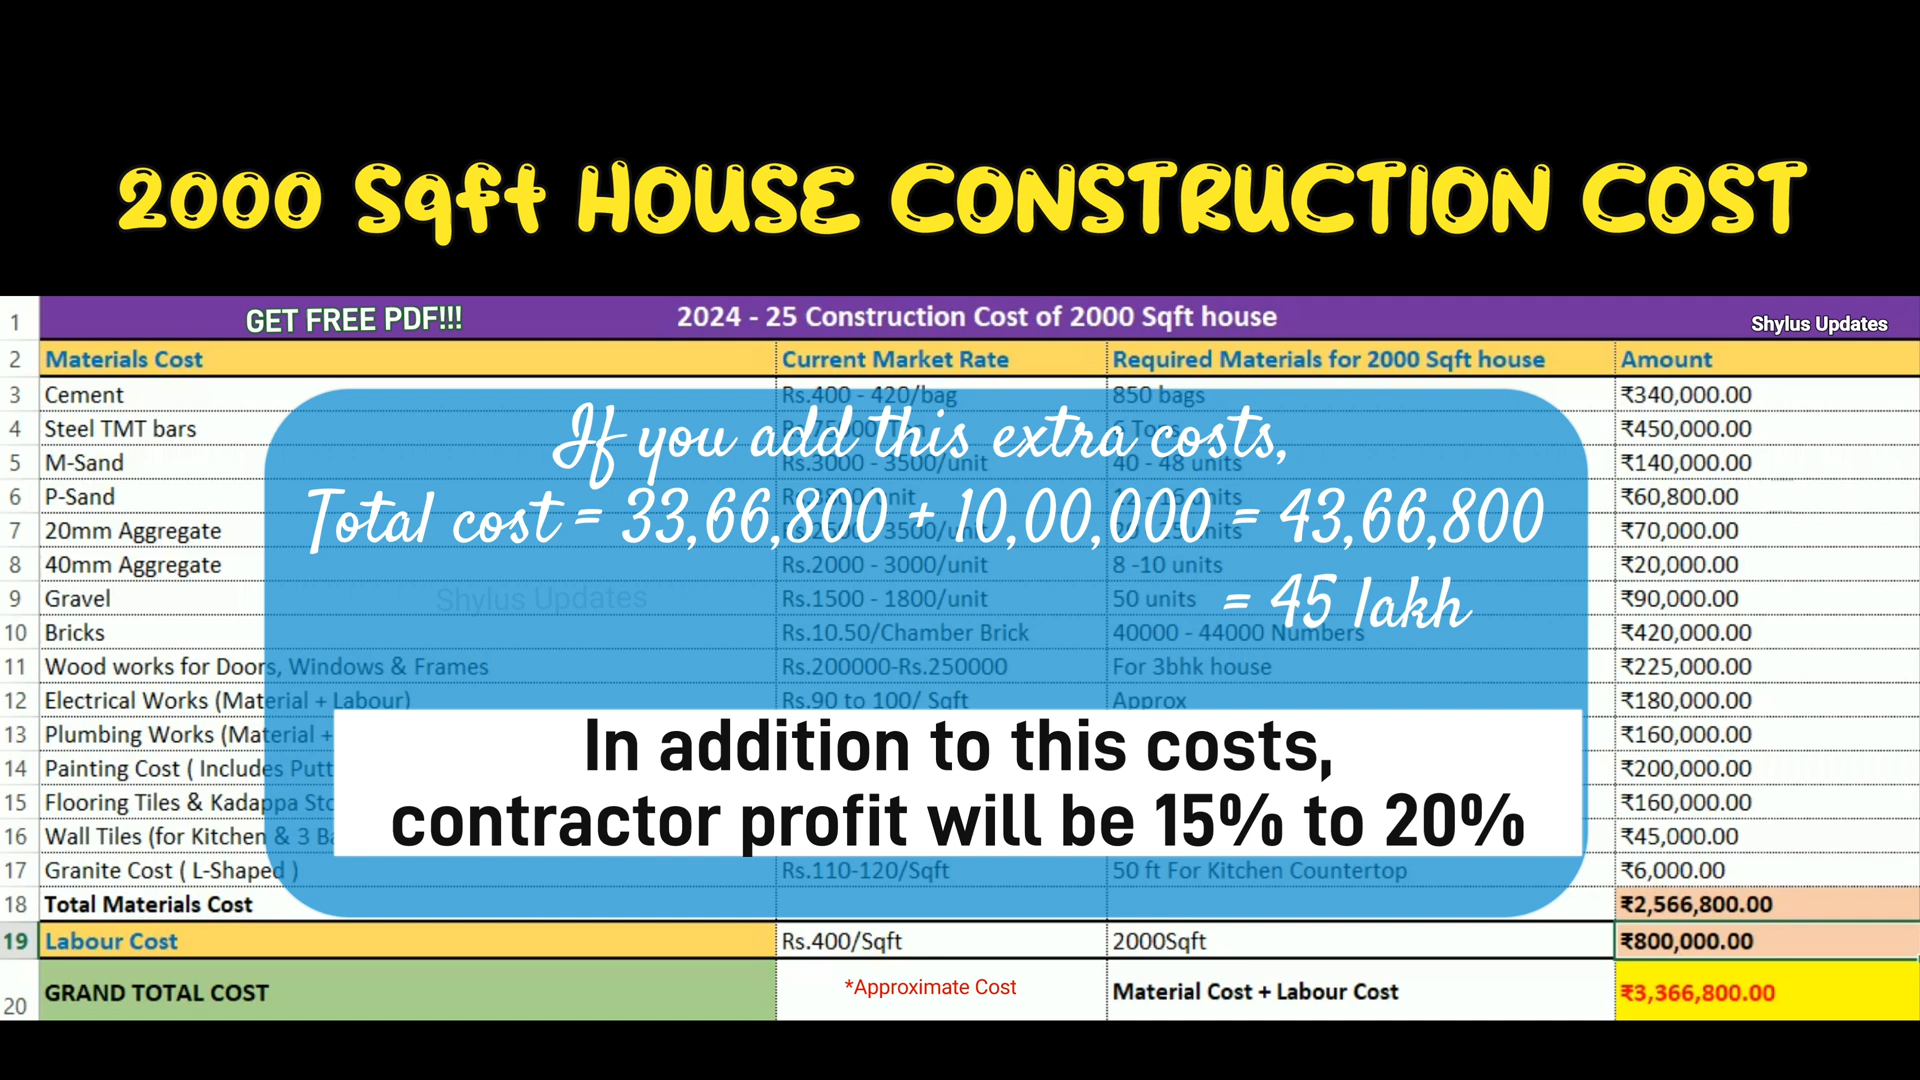 2000 Sqft HOUSE CONSTRUCTION COST
1 GET FREE PDF!!! 2024 - 25 Construction Cost of 2000 Sqft house Shylus Updates
2 Materials Cost Current Market Rate Required Materials for 2000 Sqft house Amount
3 Cement Rs.400 - 420/bag 850 bags ₹340,000.00
If you add this extra costs,
4 Steel TMT bars ₹450,000.00
5 M-Sand Rs.3000 - 3500/unit 40 - 48 units ₹140,000.00
6 P-Sand ₹60,800.00
Total cost = 33,66,800 + 10,00,000 = 43,66,800
7 20mm Aggregate ₹70,000.00
8 40mm Aggregate Rs.2000 - 3000/unit 8 -10 units ₹20,000.00
9 Gravel Shylus Updates Rs.1500 - 1800/unit 50 units ₹90,000.00
= 45 lakh
10 Bricks Rs.10.50/Chamber Brick 40000 - 44000 Numbers ₹420,000.00
11 Wood works for Doors, Windows & Frames Rs.200000-Rs.250000 For 3bhk house ₹225,000.00
12 Electrical Works (Material + Labour) Rs.90 to 100/ Sqft Approx ₹180,000.00
13 Plumbing Works (Material + ₹160,000.00
In addition to this costs,
14 Painting Cost ( Includes Putt ₹200,000.00
15 Flooring Tiles & Kadappa Sto ₹160,000.00
contractor profit will be 15% to 20%
16 Wall Tiles (for Kitchen & 3 Ba ₹45,000.00
17 Granite Cost ( L-Shaped ) Rs.110-120/Sqft 50 ft For Kitchen Countertop ₹6,000.00
18 Total Materials Cost ₹2,566,800.00
19 Labour Cost Rs.400/Sqft 2000Sqft ₹800,000.00
20 GRAND TOTAL COST *Approximate Cost Material Cost + Labour Cost ₹3,366,800.00